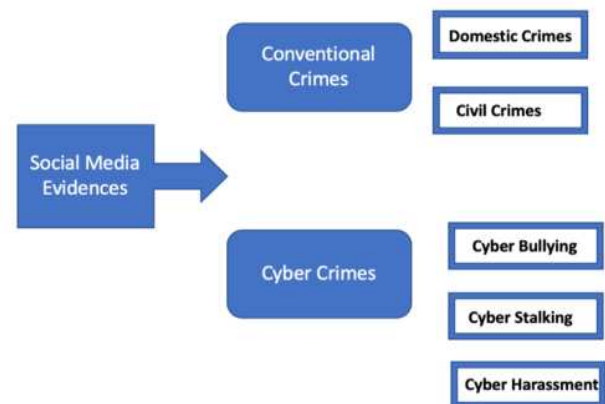 Social Media
Evidences
Conventional
Crimes
Domestic Crimes
Civil Crimes
Cyber Crimes
Cyber Bullying
Cyber Stalking
Cyber Harassment